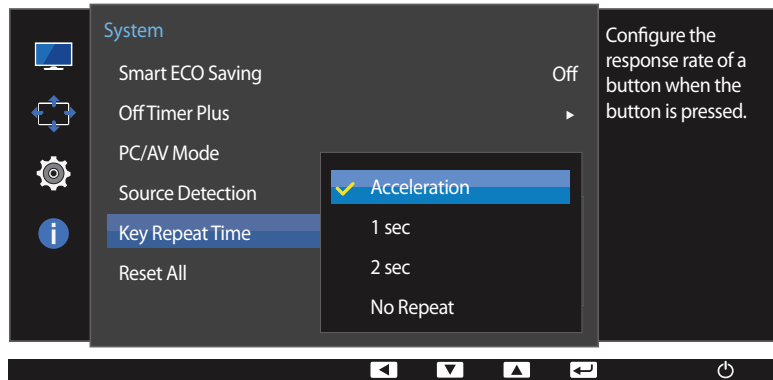 System
Smart ECO Saving Off
Off Timer Plus
PC/AV Mode
Source Detection
Key Repeat Time
Reset All
Acceleration
1 sec
2 sec
No Repeat
Configure the
response rate of a
button when the
button is pressed.